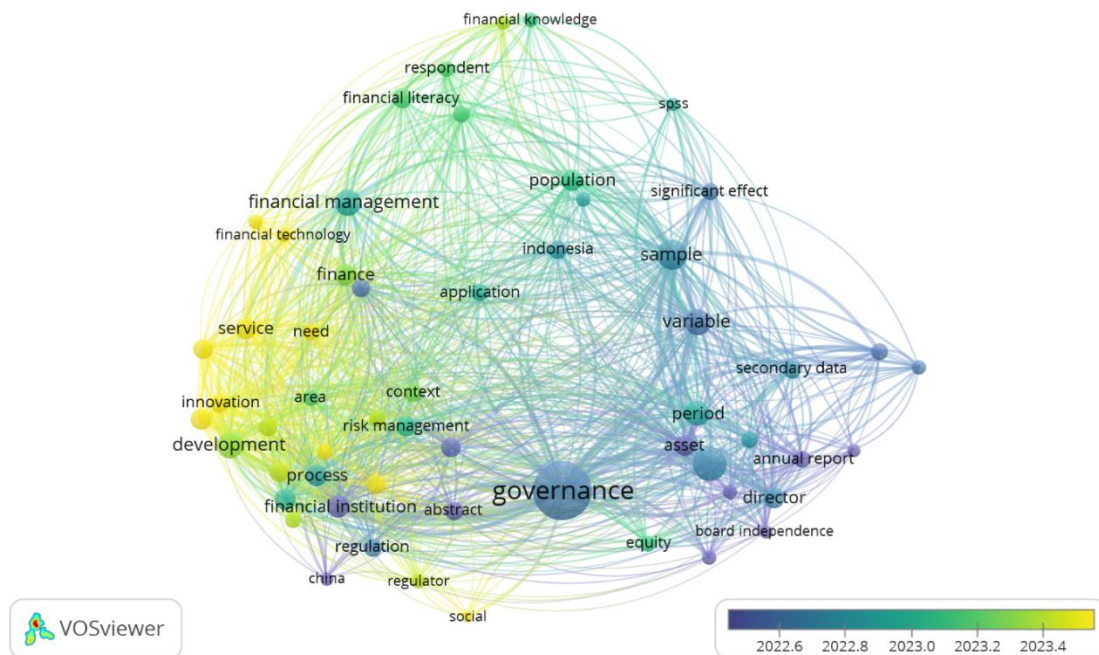 financial knowledge
respondent
financial literacy
spss
population
significant effect
financial management
financial technology
indonesia
sample
finance
application
service
need
variable
secondary data
innovation
area
context
period
risk management
development
asset
annual report
process
governance
director
financial institution
abstract
board independence
regulation
equity
china
regulator
social
VOSviewer
2022.6 2022.8 2023.0 2023.2 2023.4